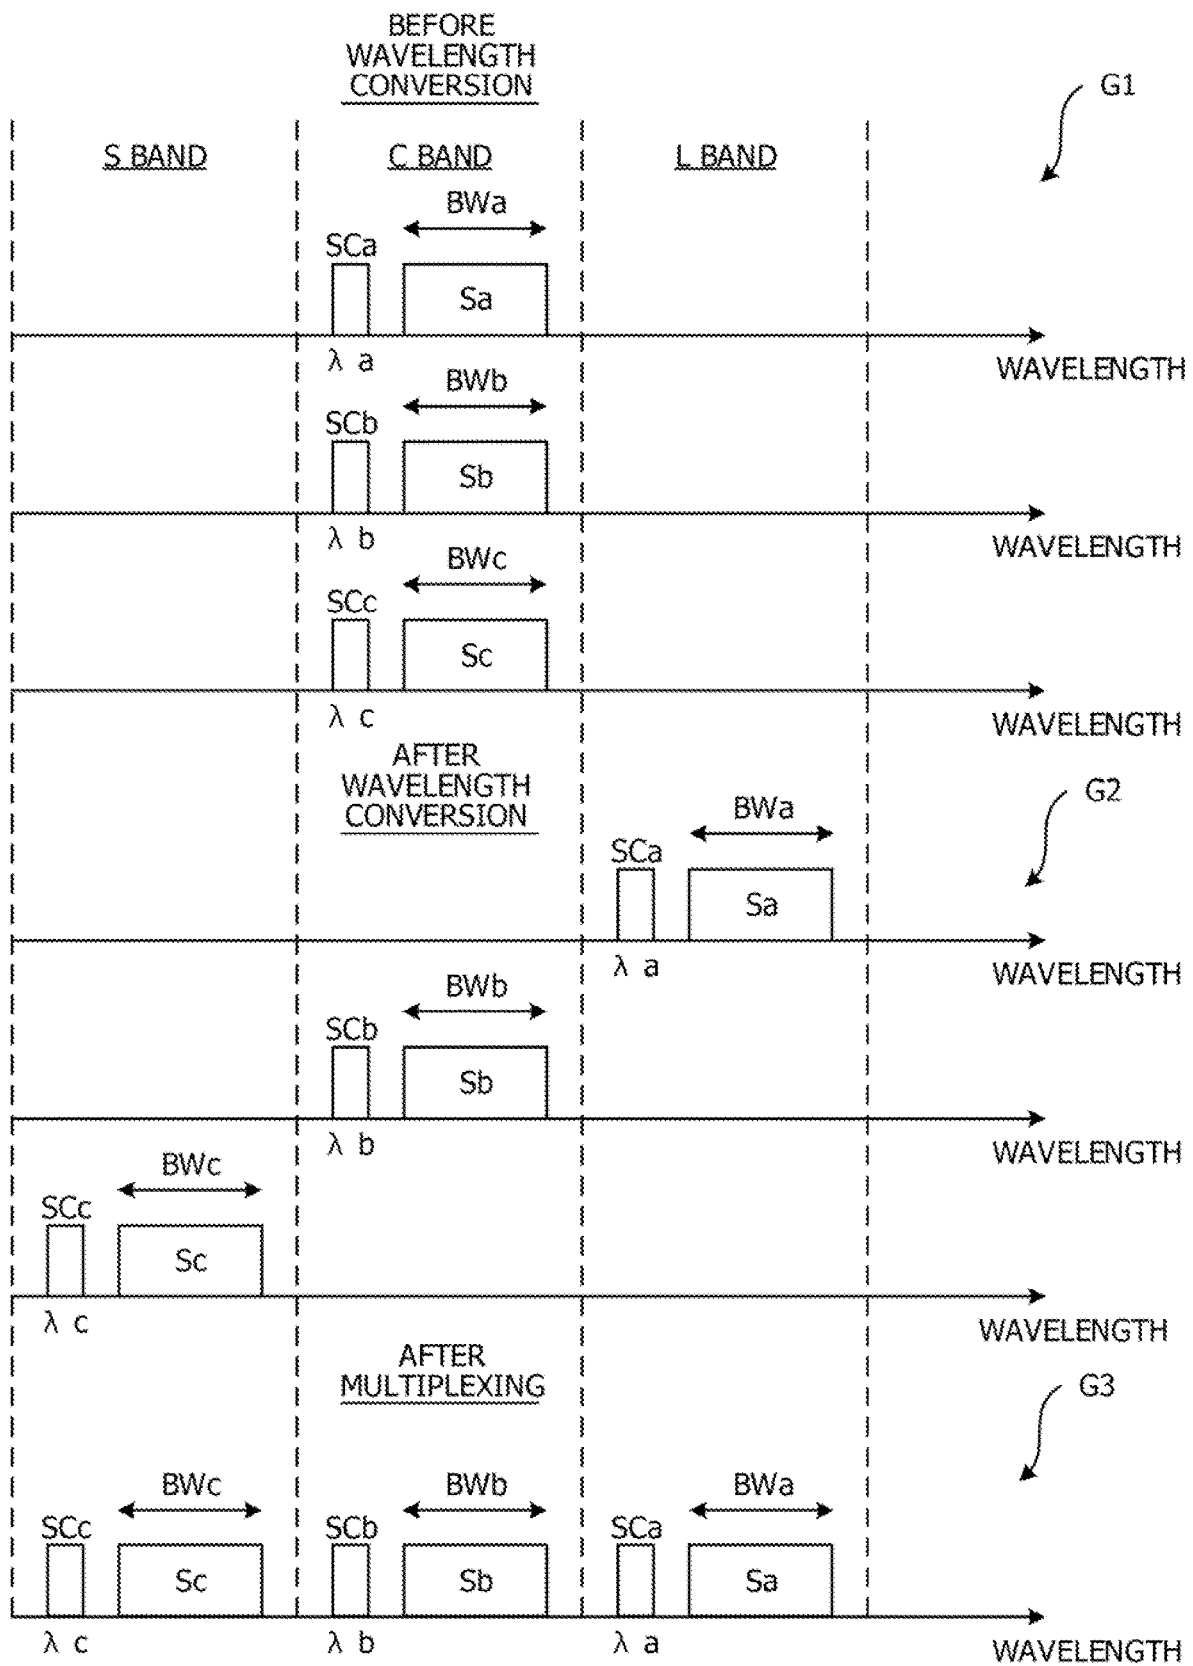 BEFORE
WAVELENGTH
CONVERSION
G1
S BAND
C BAND
L BAND
BWa
SCa
Sa
λ a
WAVELENGTH
BWb
SCb
Sb
λ b
WAVELENGTH
BWc
SCc
Sc
λ c
WAVELENGTH
AFTER
WAVELENGTH
CONVERSION
G2
BWa
SCa
Sa
λ a
WAVELENGTH
BWb
SCb
Sb
λ b
WAVELENGTH
BWc
SCc
Sc
λ c
WAVELENGTH
AFTER
MULTIPLEXING
G3
BWc
BWb
BWa
SCc
SCb
SCa
Sc
Sb
Sa
λ c
λ b
λ a
WAVELENGTH